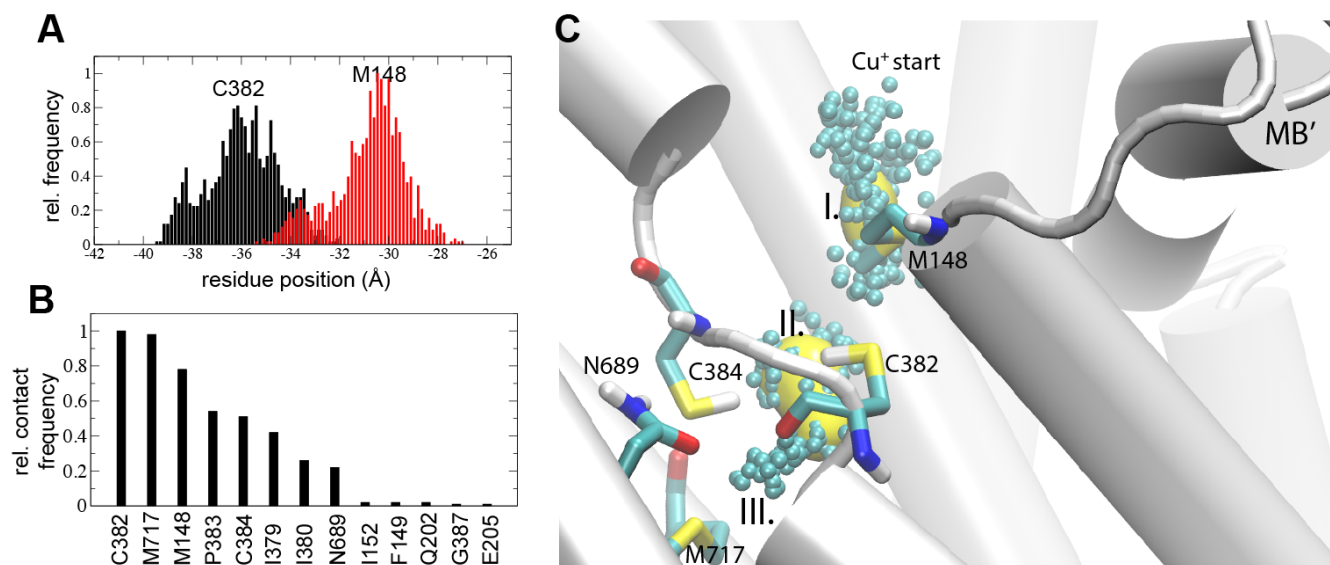 A
rel. frequency
1
0.8
0.6
0.4
0.2
0
C382
M148
-42
-40
-38
-36
-34
-32
-30
-28
-26
residue position (Å)
B
rel. contact
frequency
1
0.8
0.6
0.4
0.2
0
C382
M717
M148
P383
C384
I379
I380
N689
I152
F149
Q202
G387
E205
C
Cu⁺ start
MB'
I.
M148
II.
N689
C384
C382
III.
M717